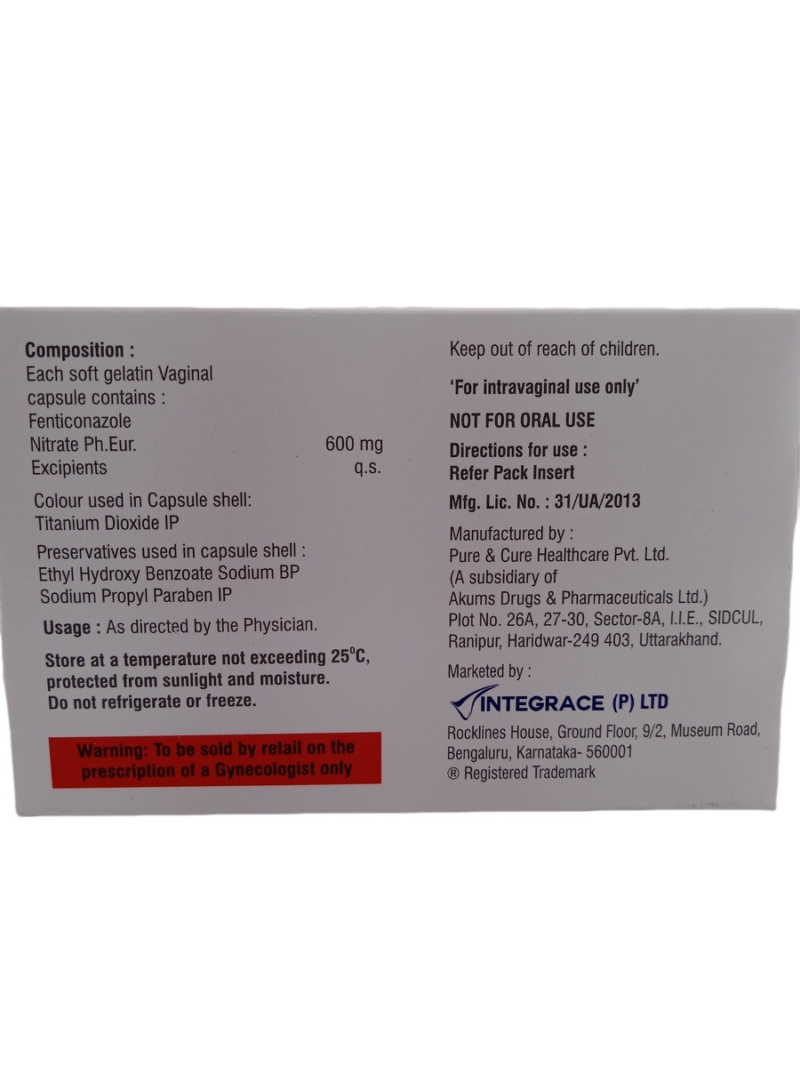 Composition :
Each soft gelatin Vaginal
capsule contains :
Fenticonazole
Nitrate Ph.Eur. 600 mg
Excipients q.s.
Colour used in Capsule shell:
Titanium Dioxide IP
Preservatives used in capsule shell :
Ethyl Hydroxy Benzoate Sodium BP
Sodium Propyl Paraben IP
Usage : As directed by the Physician.
Store at a temperature not exceeding 25⁰C,
protected from sunlight and moisture.
Do not refrigerate or freeze.
Warning: To be sold by retail on the
prescription of a Gynecologist only
Keep out of reach of children.
‘For intravaginal use only’
NOT FOR ORAL USE
Directions for use :
Refer Pack Insert
Mfg. Lic. No. : 31/UA/2013
Manufactured by :
Pure & Cure Healthcare Pvt. Ltd.
(A subsidiary of
Akums Drugs & Pharmaceuticals Ltd.)
Plot No. 26A, 27-30, Sector-8A, I.I.E., SIDCUL,
Ranipur, Haridwar-249 403, Uttarakhand.
Marketed by :
INTEGRACE (P) LTD
Rocklines House, Ground Floor, 9/2, Museum Road,
Bengaluru, Karnataka- 560001
® Registered Trademark